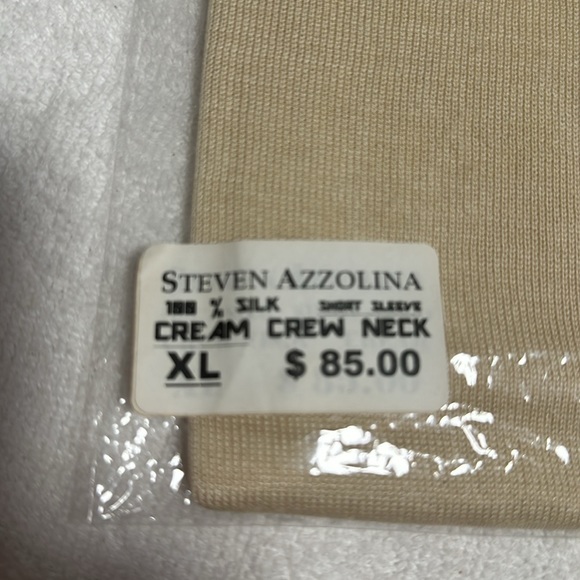 STEVEN AZZOLINA
100 % SILK SHORT SLEEVE
CREAM CREW NECK
XL $ 85.00